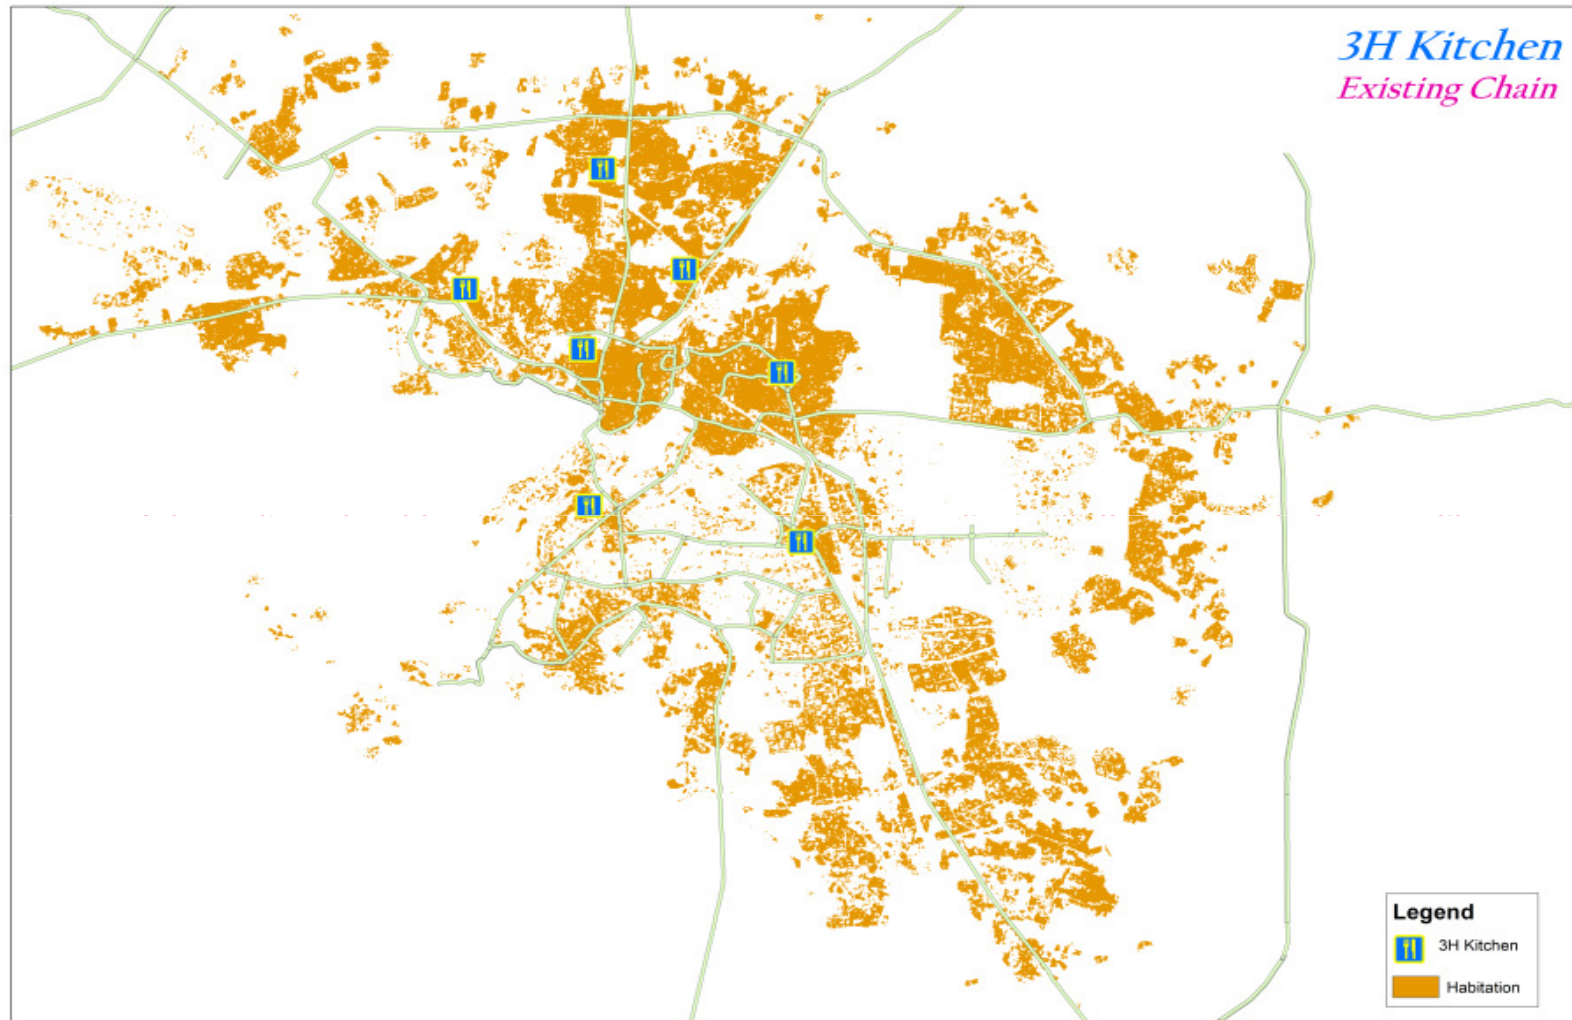 3H Kitchen
Existing Chain
Legend
3H Kitchen
Habitation